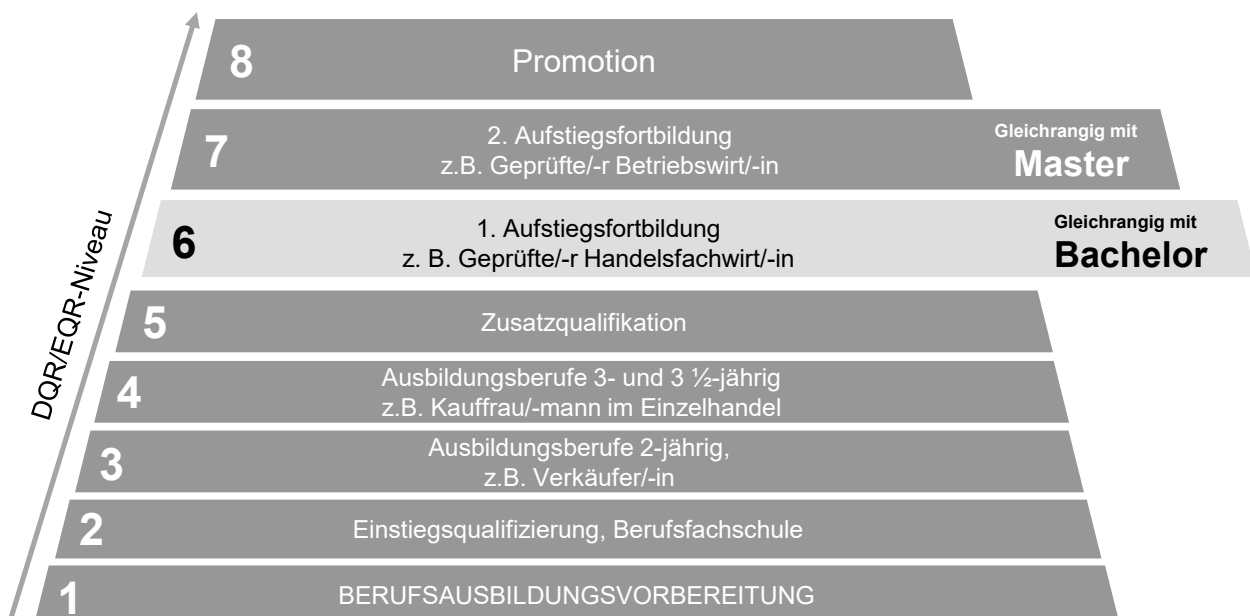 8
Promotion
7
2. Aufstiegsfortbildung
z.B. Geprüfte/-r Betriebswirt/-in
Gleichrangig mit
Master
6
1. Aufstiegsfortbildung
z. B. Geprüfte/-r Handelsfachwirt/-in
Gleichrangig mit
Bachelor
5
Zusatzqualifikation
4
Ausbildungsberufe 3- und 3 ½-jährig
z.B. Kauffrau/-mann im Einzelhandel
3
Ausbildungsberufe 2-jährig,
z.B. Verkäufer/-in
2
Einstiegsqualifizierung, Berufsfachschule
1
BERUFSAUSBILDUNGSVORBEREITUNG
DQR/EQR-Niveau